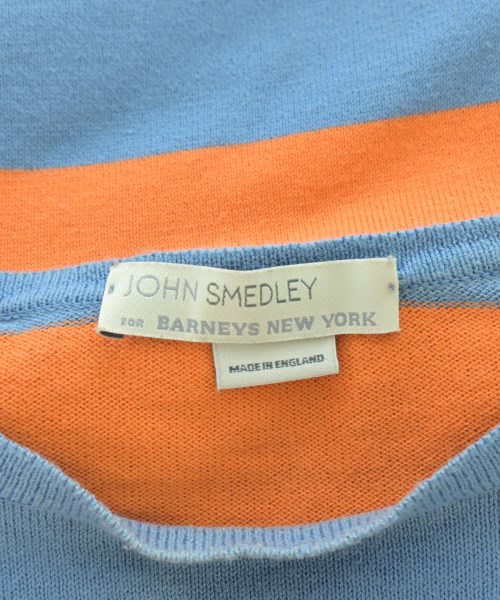 JOHN SMEDLEY
FOR BARNEYS NEW YORK
MADE IN ENGLAND